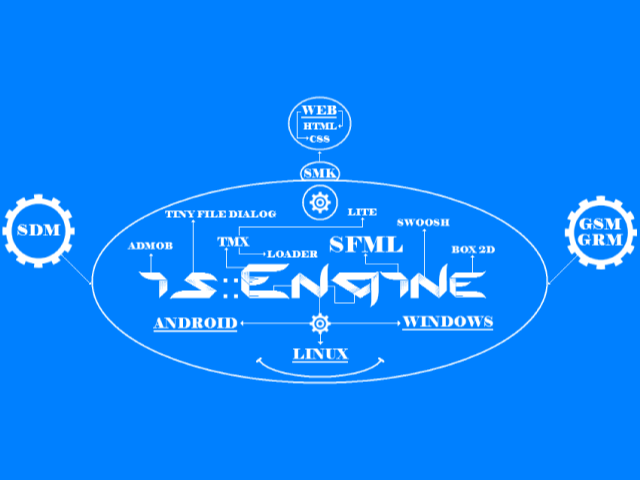 WEB
HTML
CSS
SMK
SDM
GSM
GRM
TINY FILE DIALOG
LITE
SWOOSH
ADMOB
TMX
LOADER
SFML
BOX 2D
is::Engine
ANDROID
WINDOWS
LINUX